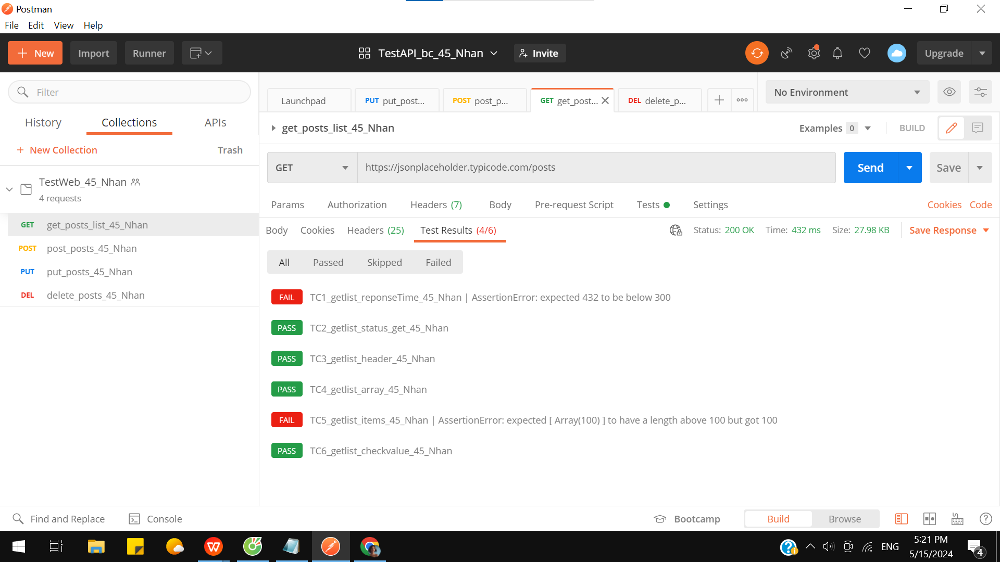 Postman
File Edit View Help
New Import Runner TestAPI_bc_45_Nhan Invite Upgrade
Filter
History Collections APIs
New Collection Trash
TestWeb_45_Nhan
4 requests
GET get_posts_list_45_Nhan
POST post_posts_45_Nhan
PUT put_posts_45_Nhan
DEL delete_posts_45_Nhan
Launchpad PUT put_post... POST post_p... GET get_post... DEL delete_p... No Environment
get_posts_list_45_Nhan Examples 0 BUILD
GET https://jsonplaceholder.typicode.com/posts Send Save
Params Authorization Headers (7) Body Pre-request Script Tests Settings Cookies Code
Body Cookies Headers (25) Test Results (4/6) Status: 200 OK Time: 432 ms Size: 27.98 KB Save Response
All Passed Skipped Failed
FAIL TC1_getlist_reponseTime_45_Nhan | AssertionError: expected 432 to be below 300
PASS TC2_getlist_status_get_45_Nhan
PASS TC3_getlist_header_45_Nhan
PASS TC4_getlist_array_45_Nhan
FAIL TC5_getlist_items_45_Nhan | AssertionError: expected [ Array(100) ] to have a length above 100 but got 100
PASS TC6_getlist_checkvalue_45_Nhan
Find and Replace Console Bootcamp Build Browse
ENG 5:21 PM
5/15/2024 4